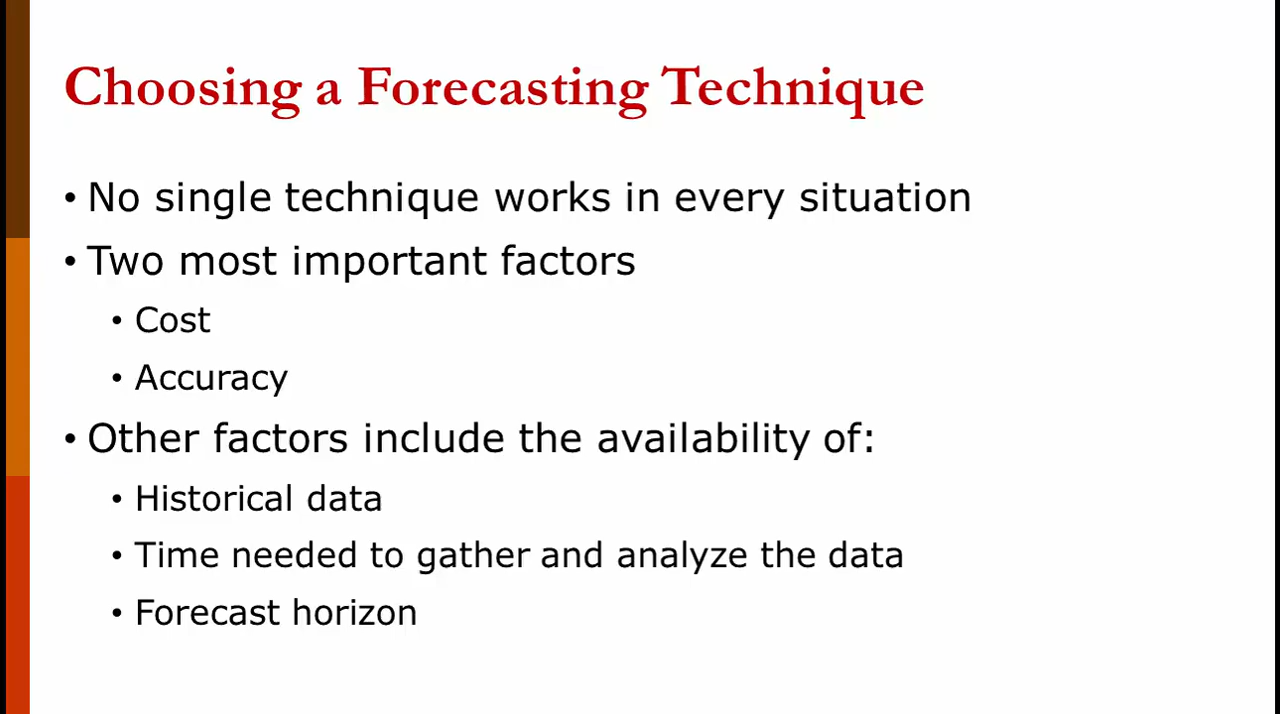 Choosing a Forecasting Technique
• No single technique works in every situation
• Two most important factors
• Cost
• Accuracy
• Other factors include the availability of:
• Historical data
• Time needed to gather and analyze the data
• Forecast horizon